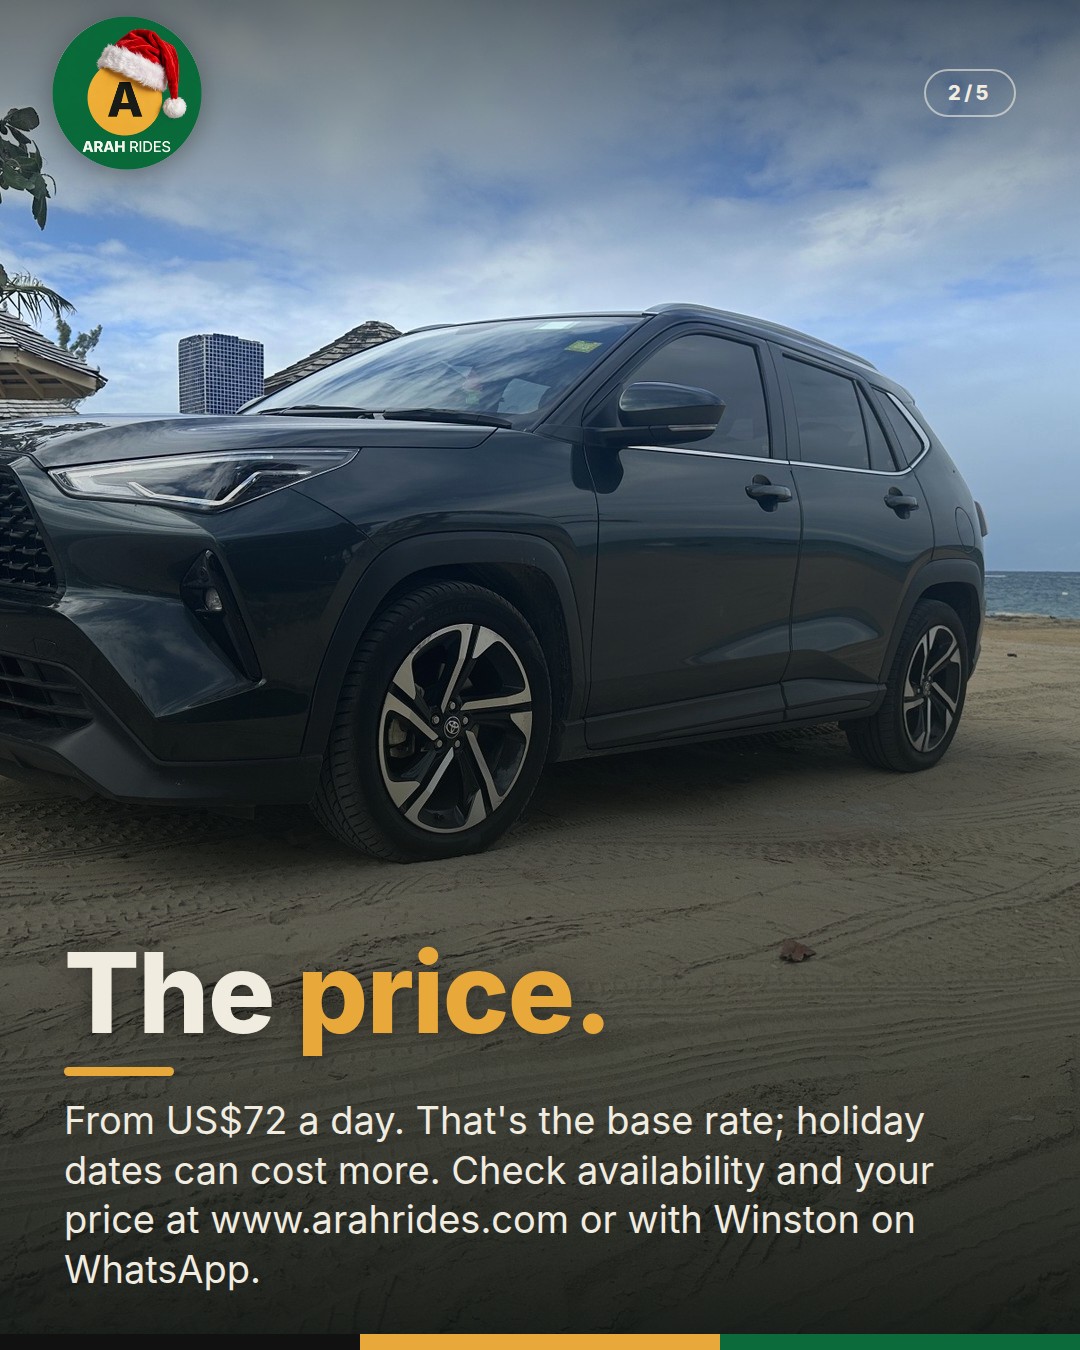 A
ARAH RIDES
2/5
The price.
From US$72 a day. That's the base rate; holiday
dates can cost more. Check availability and your
price at www.arahrides.com or with Winston on
WhatsApp.